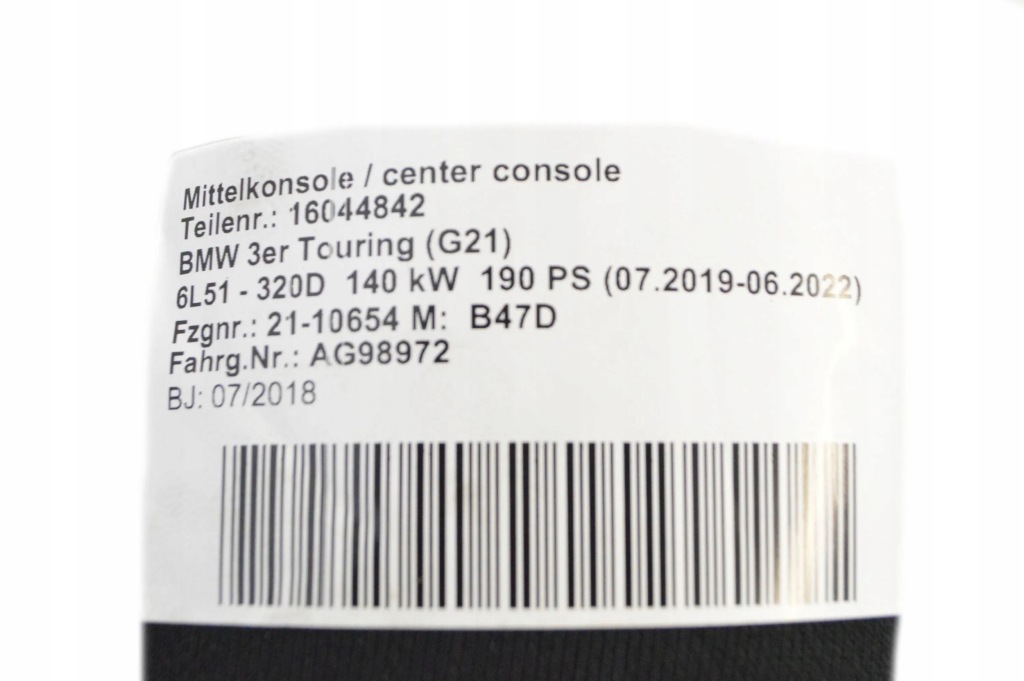 Mittelkonsole / center console
Teilenr.: 16044842
BMW 3er Touring (G21)
6L51 - 320D 140 kW 190 PS (07.2019-06.2022)
Fzgnr.: 21-10654 M: B47D
Fahrg.Nr.: AG98972
BJ: 07/2018